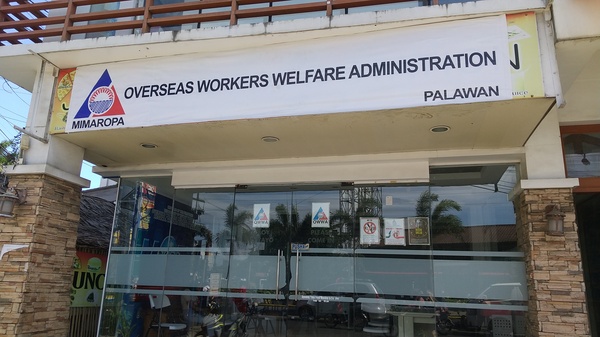 OVERSEAS WORKERS WELFARE ADMINISTRATION
MIMAROPA
PALAWAN
OWWA
OWWA